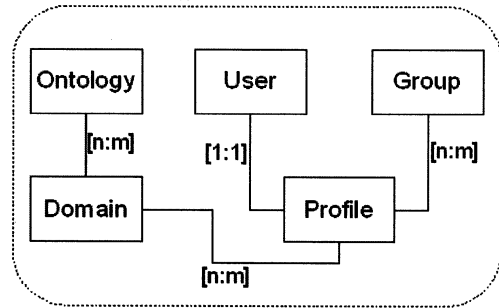 Ontology
User
Group
[n:m]
[1:1]
[n:m]
Domain
Profile
[n:m]